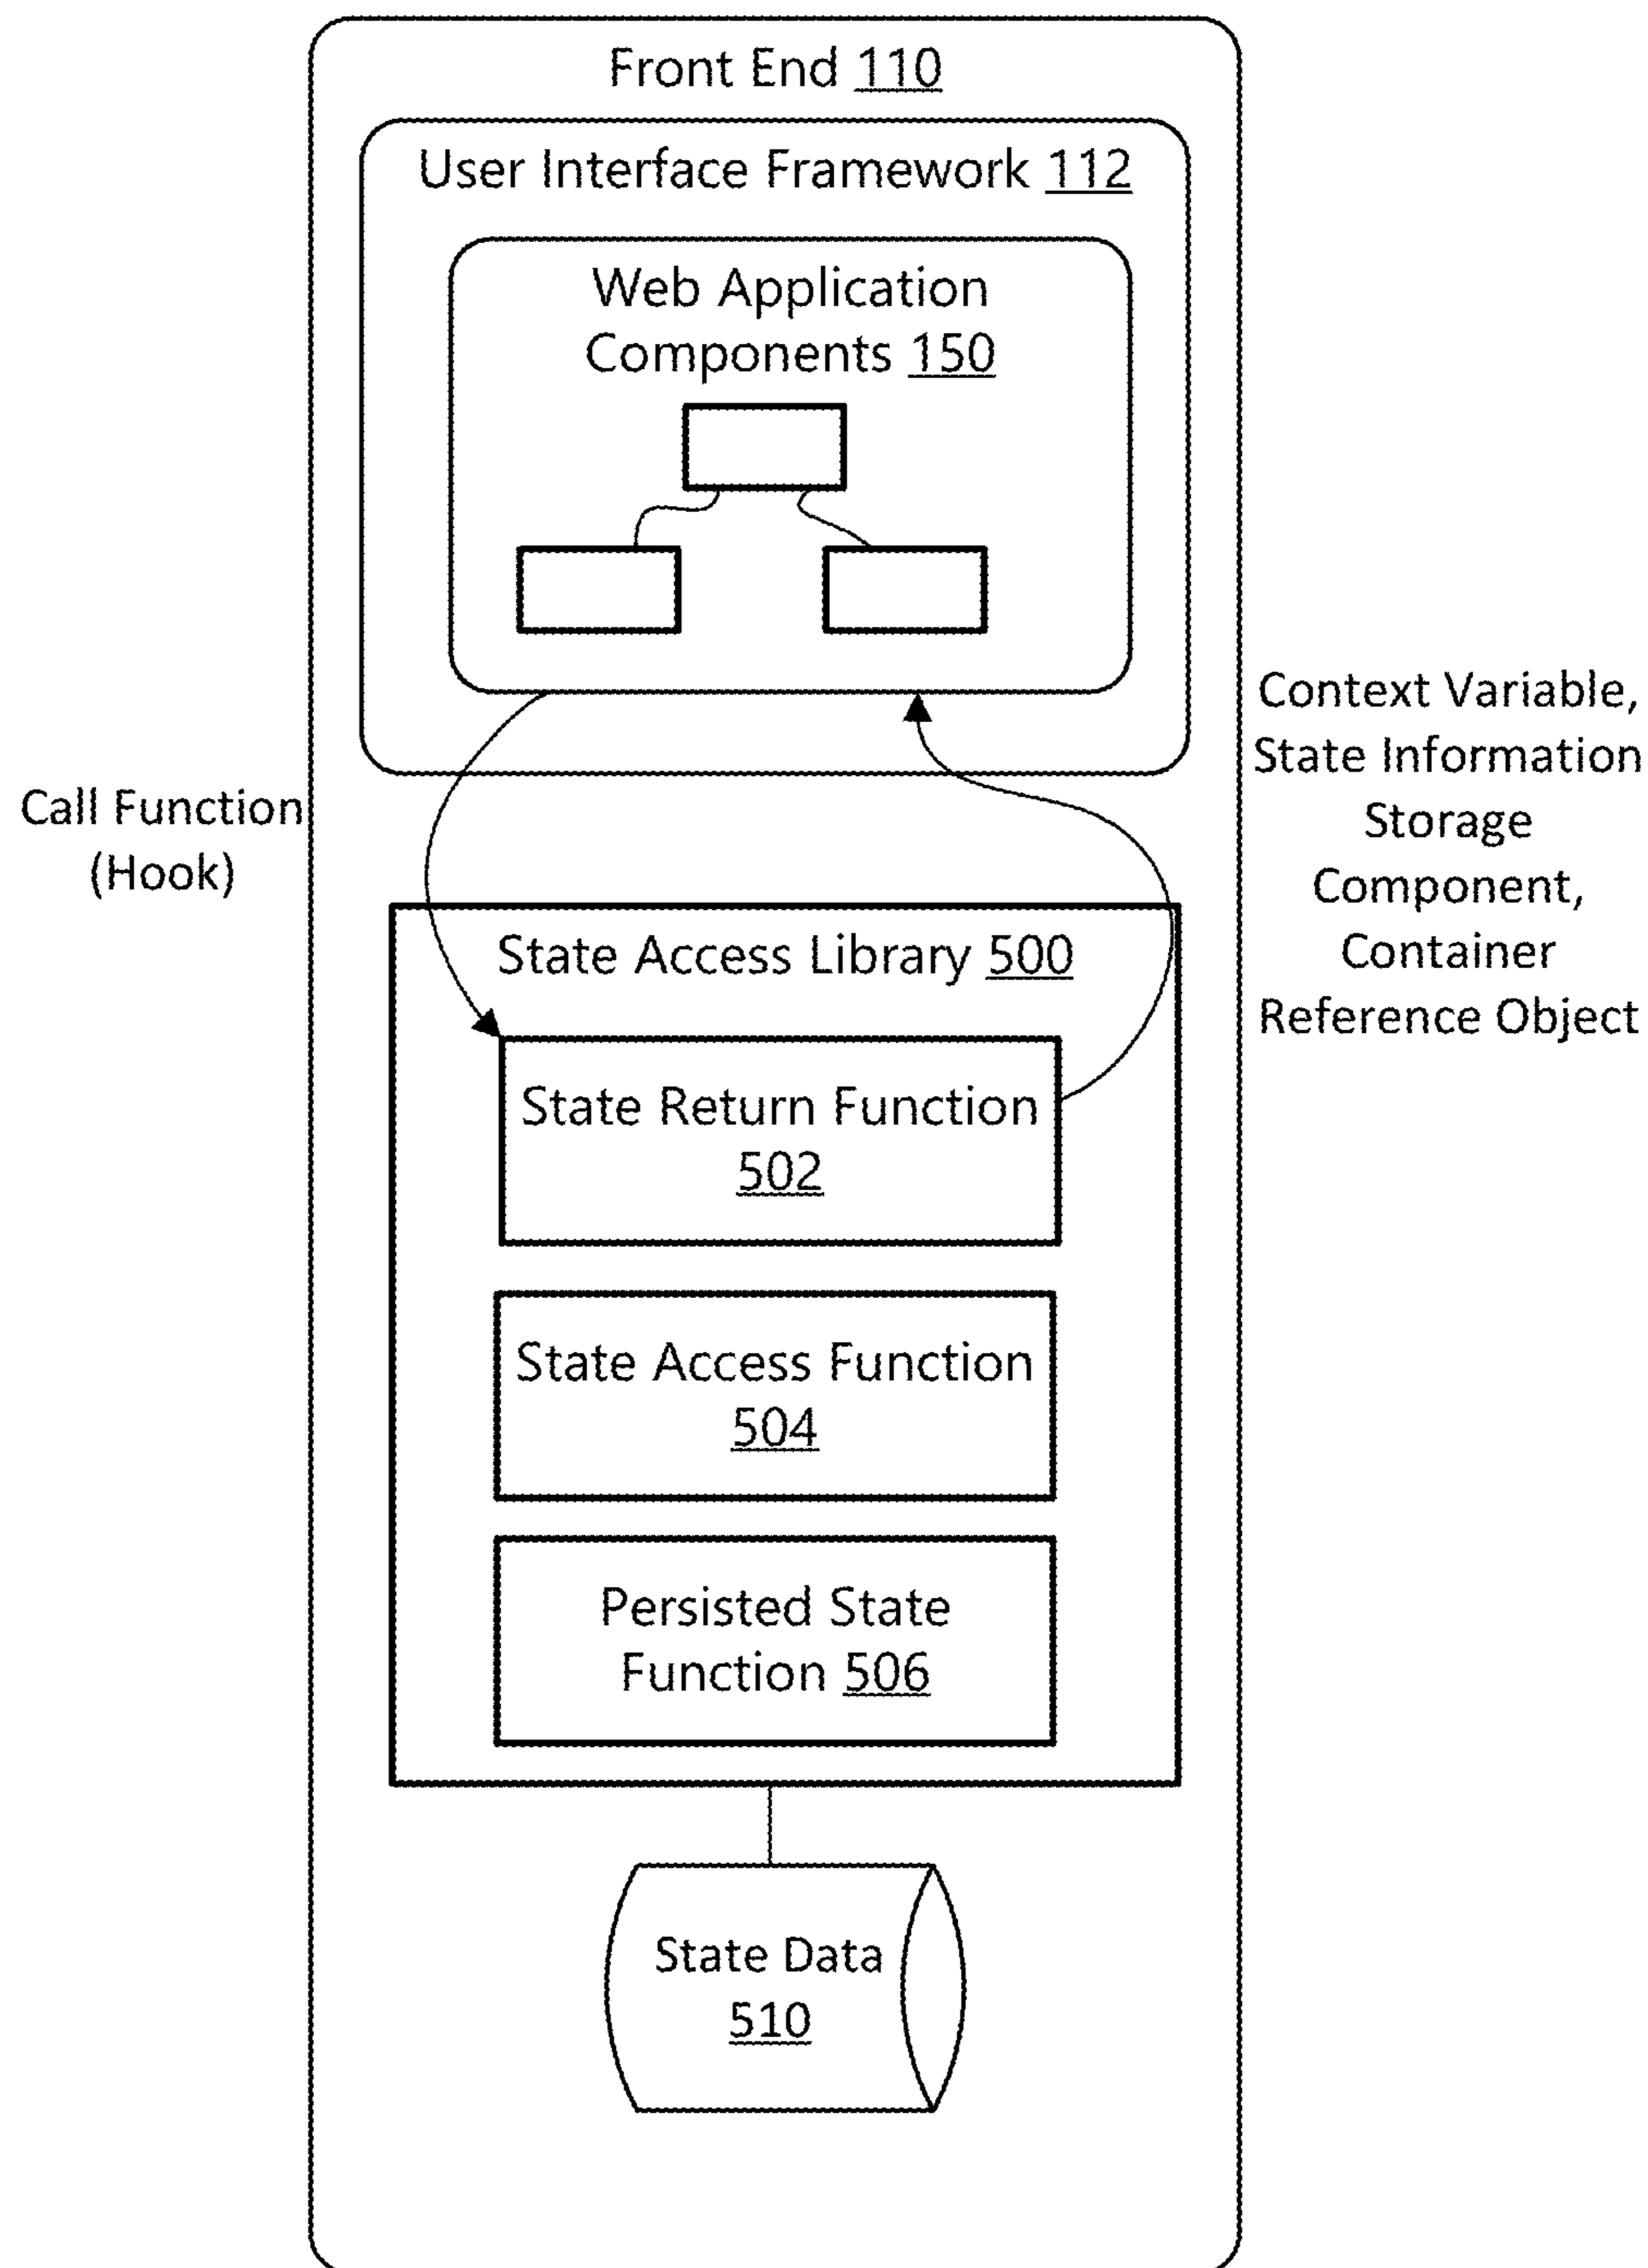 Front End 110
User Interface Framework 112
Web Application
Components 150
Call Function
(Hook)
Context Variable,
State Information
Storage
Component,
Container
Reference Object
State Access Library 500
State Return Function
502
State Access Function
504
Persisted State
Function 506
State Data
510